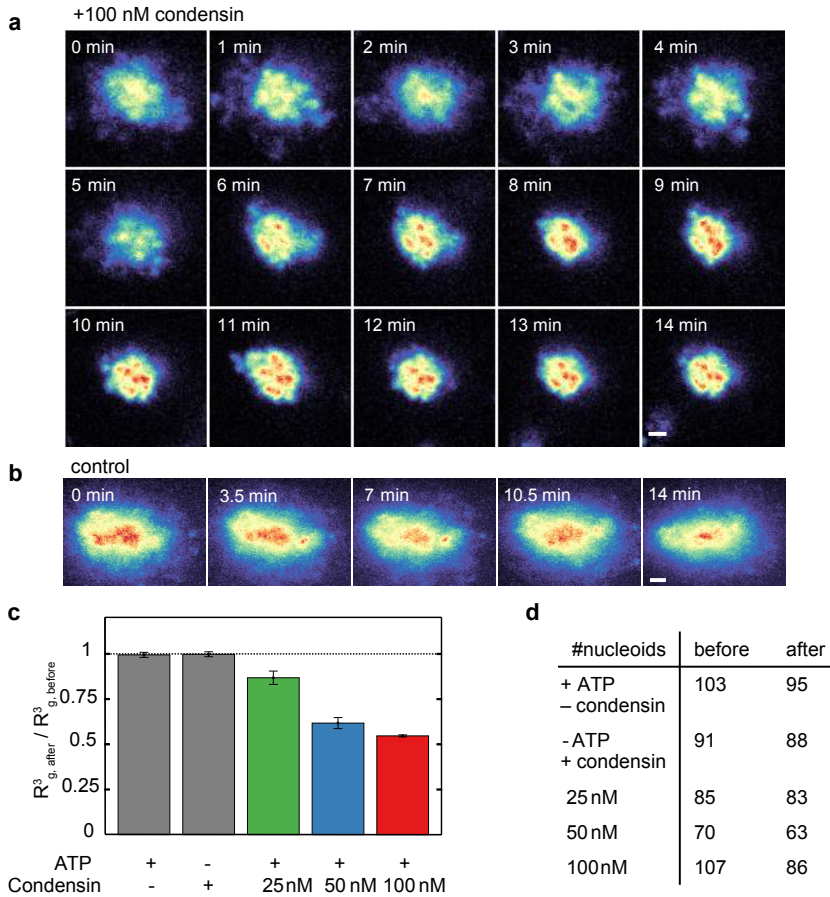 a
+100 nM condensin
0 min 1 min 2 min 3 min 4 min
5 min 6 min 7 min 8 min 9 min
10 min 11 min 12 min 13 min 14 min
b
control
0 min 3.5 min 7 min 10.5 min 14 min
c
R³g, after / R³g, before
1
0.75
0.5
0.25
0
ATP + - + + +
Condensin - + 25 nM 50 nM 100 nM
d
#nucleoids before after
+ ATP
– condensin 103 95
- ATP
+ condensin 91 88
25 nM 85 83
50 nM 70 63
100 nM 107 86